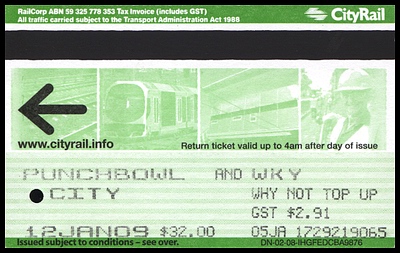 RailCorp ABN 59 325 778 353 Tax Invoice (includes GST)
All traffic carried subject to the Transport Administration Act 1988
CityRail
www.cityrail.info
Return ticket valid up to 4am after day of issue
PUNCHBOWL AND WKY
CITY WHY NOT TOP UP
GST $2.91
12JAN09 $32.00 05JA 1729219065
Issued subject to conditions – see over.
DN-02-08-IHGFEDCBA9876